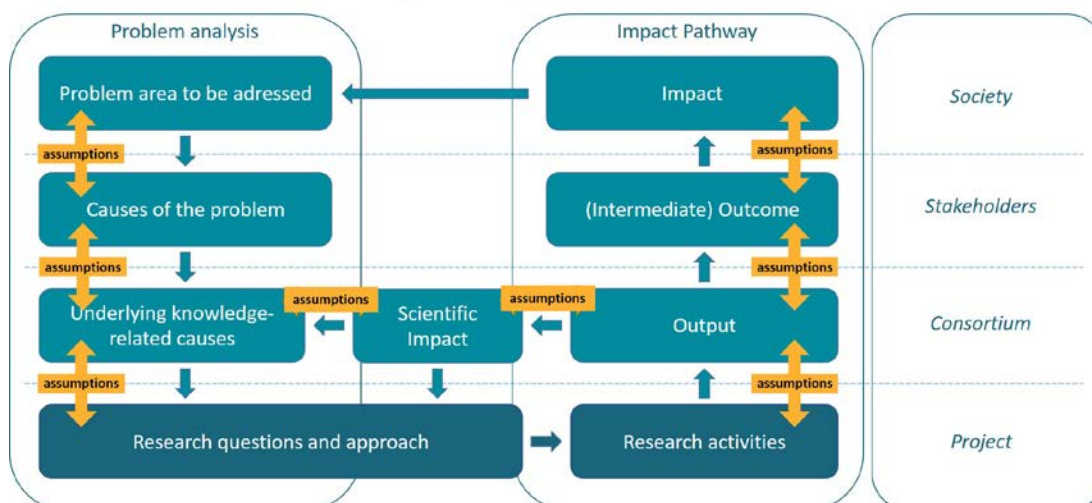 Problem analysis
Impact Pathway
Problem area to be adressed
Impact
Society
assumptions
assumptions
Causes of the problem
(Intermediate) Outcome
Stakeholders
assumptions
assumptions
assumptions
assumptions
Underlying knowledge-
related causes
Scientific
Impact
Output
Consortium
assumptions
assumptions
Research questions and approach
Research activities
Project